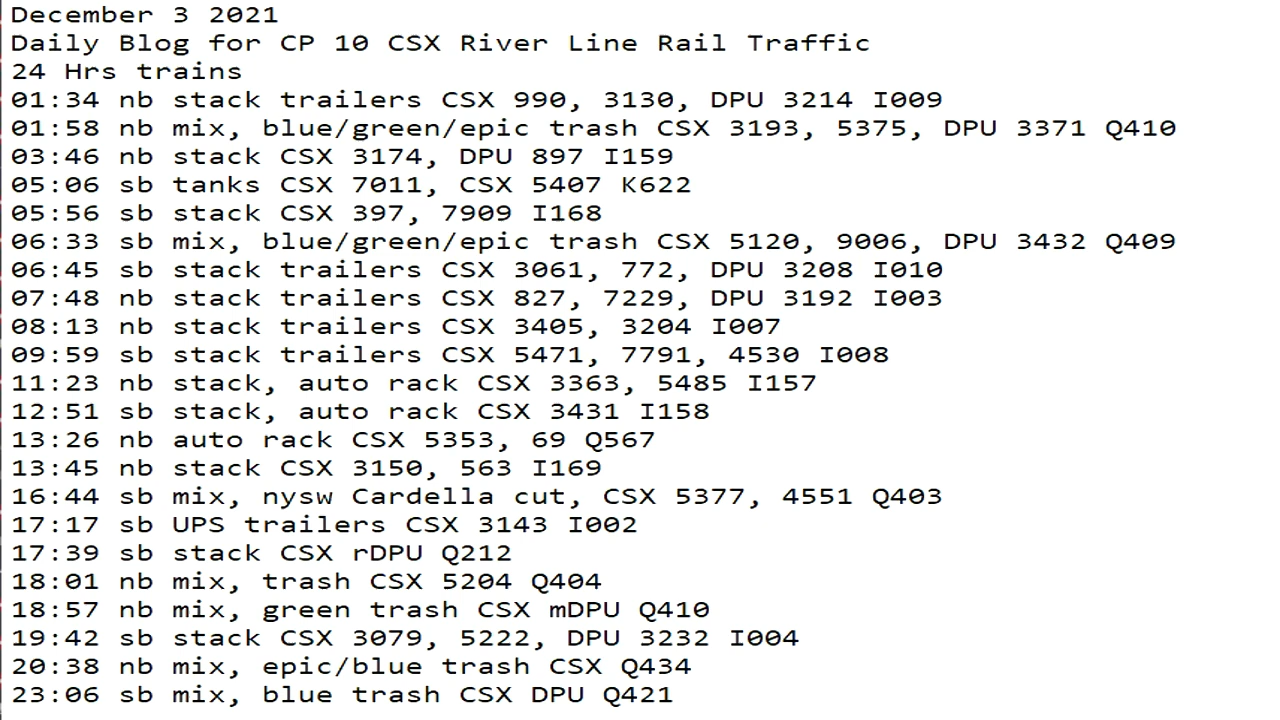 December 3 2021
Daily Blog for CP 10 CSX River Line Rail Traffic
24 Hrs trains
01:34 nb stack trailers CSX 990, 3130, DPU 3214 I009
01:58 nb mix, blue/green/epic trash CSX 3193, 5375, DPU 3371 Q410
03:46 nb stack CSX 3174, DPU 897 I159
05:06 sb tanks CSX 7011, CSX 5407 K622
05:56 sb stack CSX 397, 7909 I168
06:33 sb mix, blue/green/epic trash CSX 5120, 9006, DPU 3432 Q409
06:45 sb stack trailers CSX 3061, 772, DPU 3208 I010
07:48 nb stack trailers CSX 827, 7229, DPU 3192 I003
08:13 nb stack trailers CSX 3405, 3204 I007
09:59 sb stack trailers CSX 5471, 7791, 4530 I008
11:23 nb stack, auto rack CSX 3363, 5485 I157
12:51 sb stack, auto rack CSX 3431 I158
13:26 nb auto rack CSX 5353, 69 Q567
13:45 nb stack CSX 3150, 563 I169
16:44 sb mix, nysw Cardella cut, CSX 5377, 4551 Q403
17:17 sb UPS trailers CSX 3143 I002
17:39 sb stack CSX rDPU Q212
18:01 nb mix, trash CSX 5204 Q404
18:57 nb mix, green trash CSX mDPU Q410
19:42 sb stack CSX 3079, 5222, DPU 3232 I004
20:38 nb mix, epic/blue trash CSX Q434
23:06 sb mix, blue trash CSX DPU Q421